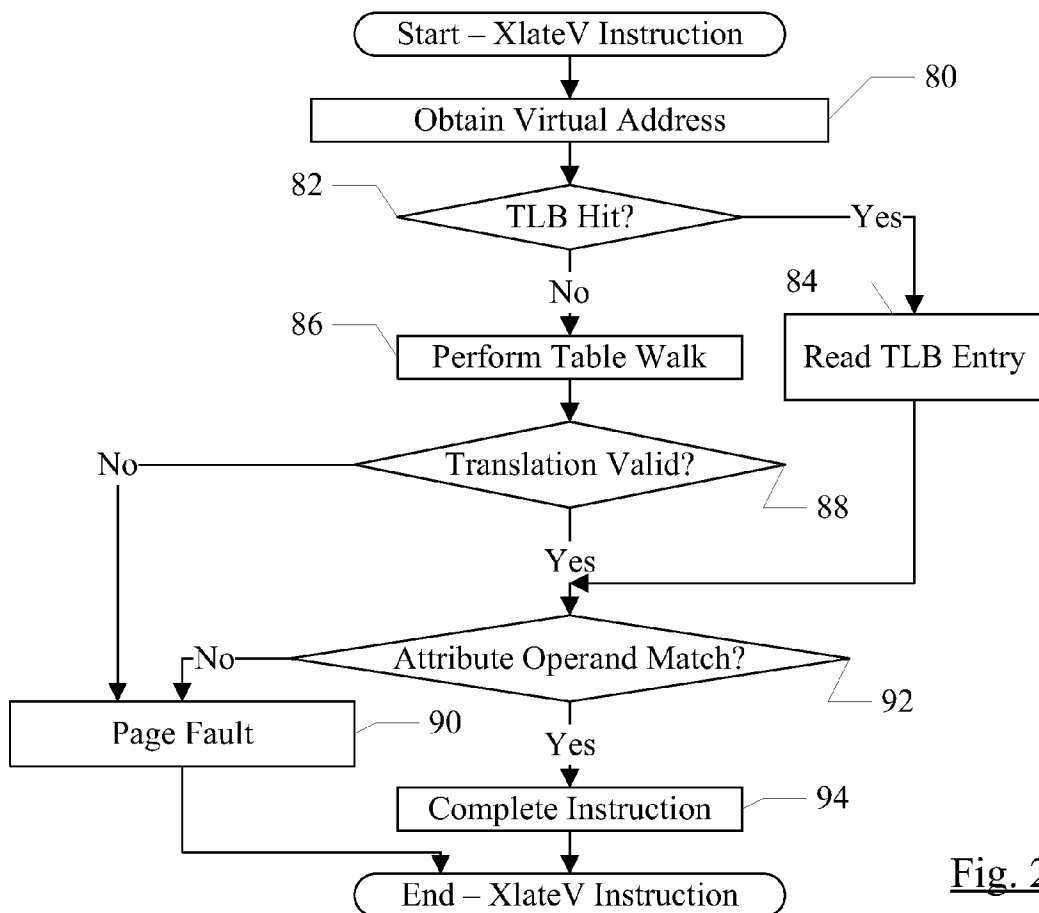 Start – XlateV Instruction
80
Obtain Virtual Address
82
TLB Hit?
Yes
No
84
86
Perform Table Walk
Read TLB Entry
No
Translation Valid?
88
Yes
No
Attribute Operand Match?
92
Page Fault
90
Yes
Complete Instruction
94
End – XlateV Instruction
Fig. 2